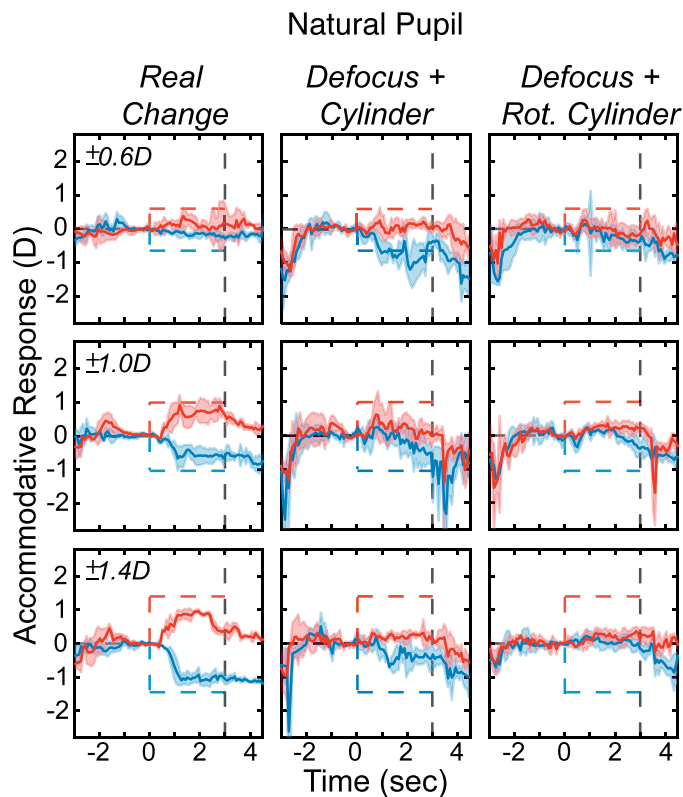 Natural Pupil
Real Change
Defocus + Cylinder
Defocus + Rot. Cylinder
Accommodative Response (D)
±0.6D
2
1
0
-1
-2
±1.0D
2
1
0
-1
-2
±1.4D
2
1
0
-1
-2
-2 0 2 4
-2 0 2 4
-2 0 2 4
Time (sec)